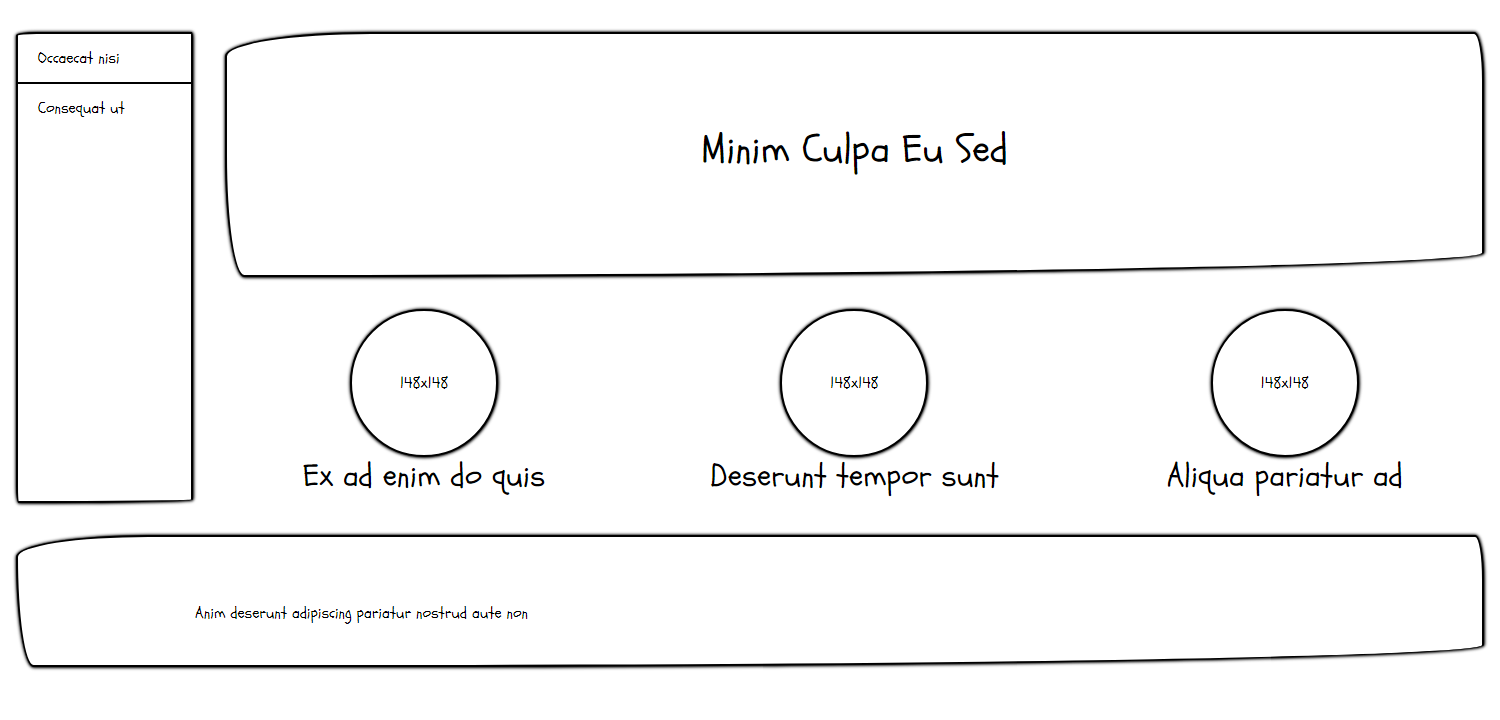 Occaecat nisi
Consequat ut
Minim Culpa Eu Sed
148x148
148x148
148x148
Ex ad enim do quis
Deserunt tempor sunt
Aliqua pariatur ad
Anim deserunt adipiscing pariatur nostrud aute non